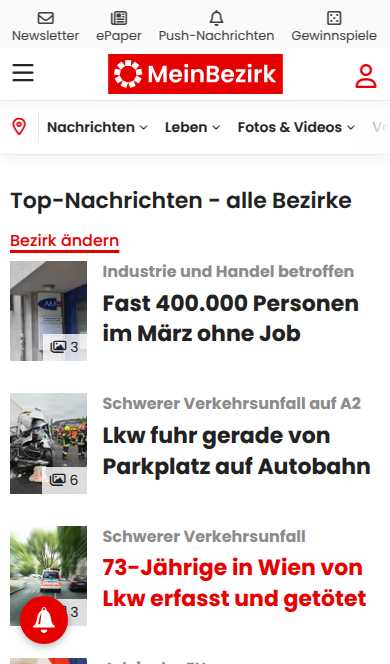 Newsletter ePaper Push-Nachrichten Gewinnspiele
MeinBezirk
Nachrichten Leben Fotos & Videos
Top-Nachrichten - alle Bezirke
Bezirk ändern
Industrie und Handel betroffen
Fast 400.000 Personen
im März ohne Job
3
Schwerer Verkehrsunfall auf A2
Lkw fuhr gerade von
Parkplatz auf Autobahn
6
Schwerer Verkehrsunfall
73-Jährige in Wien von
Lkw erfasst und getötet
3